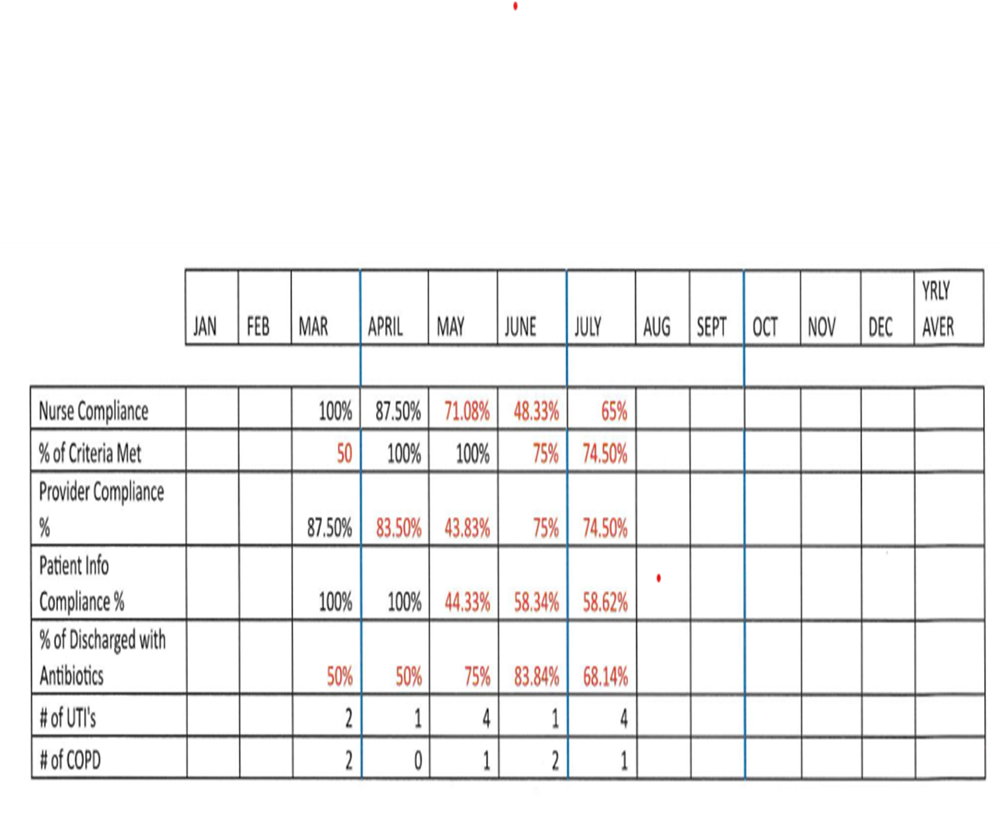 YRLY
JAN FEB MAR APRIL MAY JUNE JULY AUG SEPT OCT NOV DEC AVER
Nurse Compliance 100% 87.50% 71.08% 48.33% 65%
% of Criteria Met 50 100% 100% 75% 74.50%
Provider Compliance
% 87.50% 83.50% 43.83% 75% 74.50%
Patient Info
Compliance % 100% 100% 44.33% 58.34% 58.62%
% of Discharged with
Antibiotics 50% 50% 75% 83.84% 68.14%
# of UTI's 2 1 4 1 4
# of COPD 2 0 1 2 1